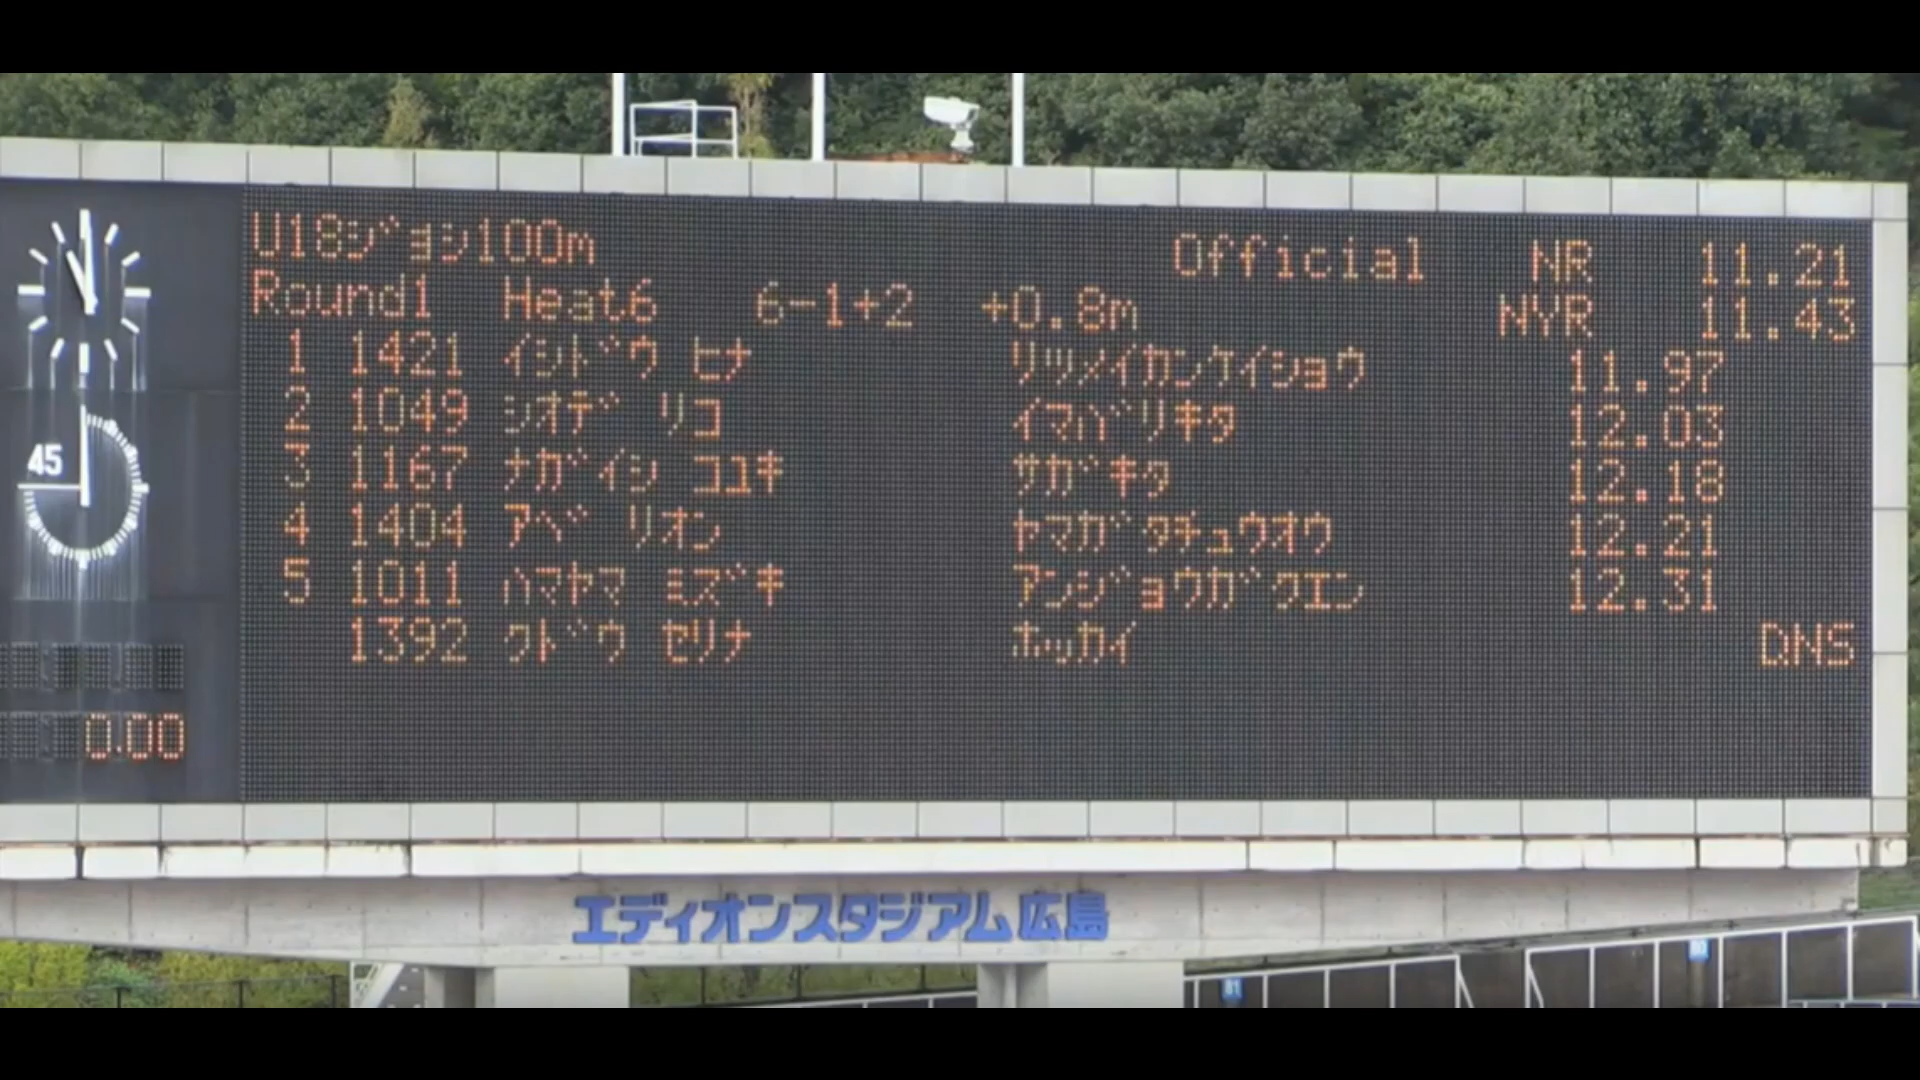 U18ジョシ100m Official NR 11.21
Round1 Heat6 6-1+2 +0.8m NYR 11.43
1 1421 イシドウ ヒナ リツメイカンケイショウ 11.97
2 1049 シオデ リコ イマバリキタ 12.03
3 1167 ナガイシ コユキ サガキタ 12.18
4 1404 アベ リオン ヤマガタチュウオウ 12.21
5 1011 ハマヤマ ミズキ アンジョウガクエン 12.31
1392 クドウ セリナ ホッカイ DNS
45
0.00
エディオンスタジアム広島
81
80